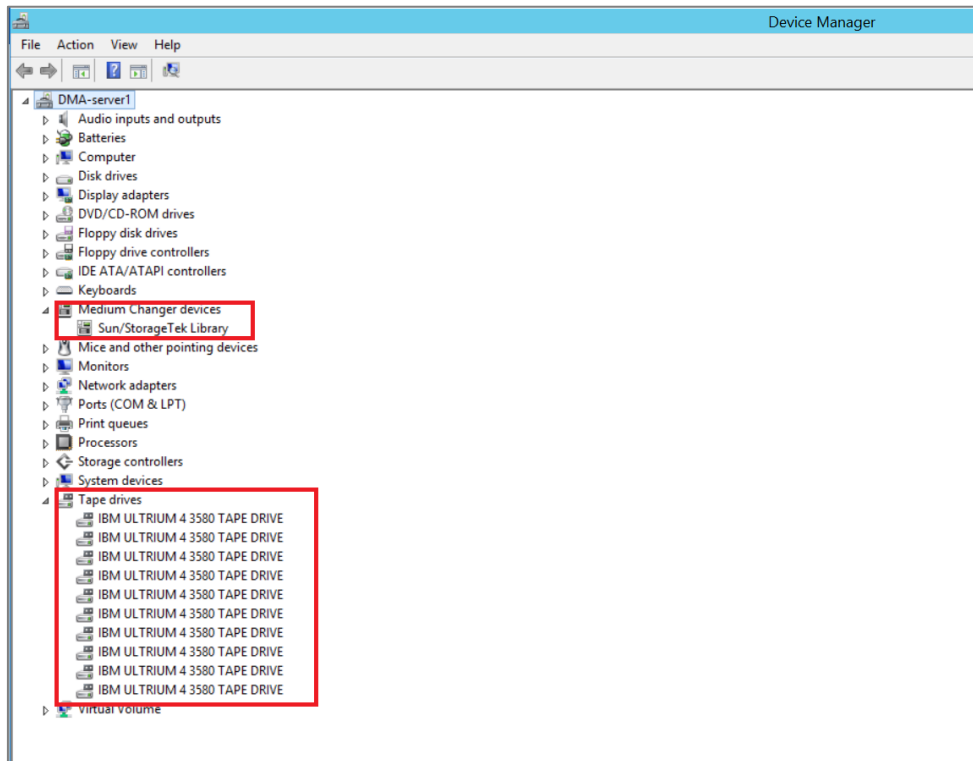 Device Manager
File Action View Help
DMA-server1
Audio inputs and outputs
Batteries
Computer
Disk drives
Display adapters
DVD/CD-ROM drives
Floppy disk drives
Floppy drive controllers
IDE ATA/ATAPI controllers
Keyboards
Medium Changer devices
Sun/StorageTek Library
Mice and other pointing devices
Monitors
Network adapters
Ports (COM & LPT)
Print queues
Processors
Storage controllers
System devices
Tape drives
IBM ULTRIUM 4 3580 TAPE DRIVE
IBM ULTRIUM 4 3580 TAPE DRIVE
IBM ULTRIUM 4 3580 TAPE DRIVE
IBM ULTRIUM 4 3580 TAPE DRIVE
IBM ULTRIUM 4 3580 TAPE DRIVE
IBM ULTRIUM 4 3580 TAPE DRIVE
IBM ULTRIUM 4 3580 TAPE DRIVE
IBM ULTRIUM 4 3580 TAPE DRIVE
IBM ULTRIUM 4 3580 TAPE DRIVE
IBM ULTRIUM 4 3580 TAPE DRIVE
Virtual Volume